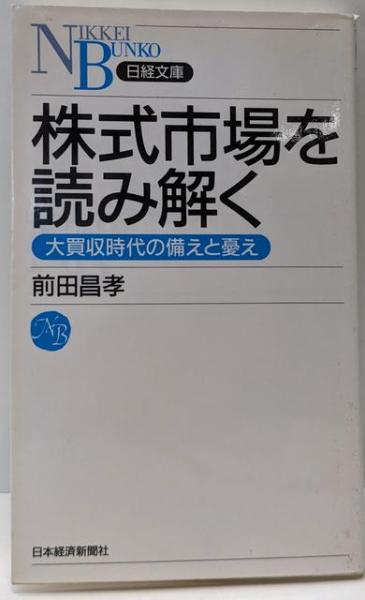 NIKKEI
BUNKO
日経文庫
株式市場を
読み解く
大買収時代の備えと憂え
前田昌孝
NB
日本経済新聞社